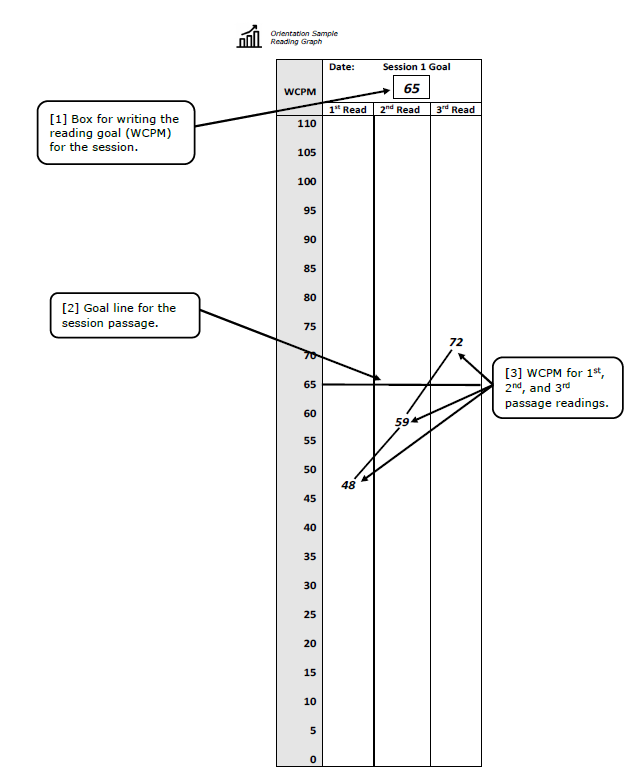 Orientation Sample
Reading Graph
Date: Session 1 Goal
65
WCPM
1st Read 2nd Read 3rd Read
[1] Box for writing the
reading goal (WCPM)
for the session.
110
105
100
95
90
85
80
[2] Goal line for the
session passage.
75
72
70
[3] WCPM for 1st,
2nd, and 3rd
passage readings.
65
60
59
55
50
48
45
40
35
30
25
20
15
10
5
0